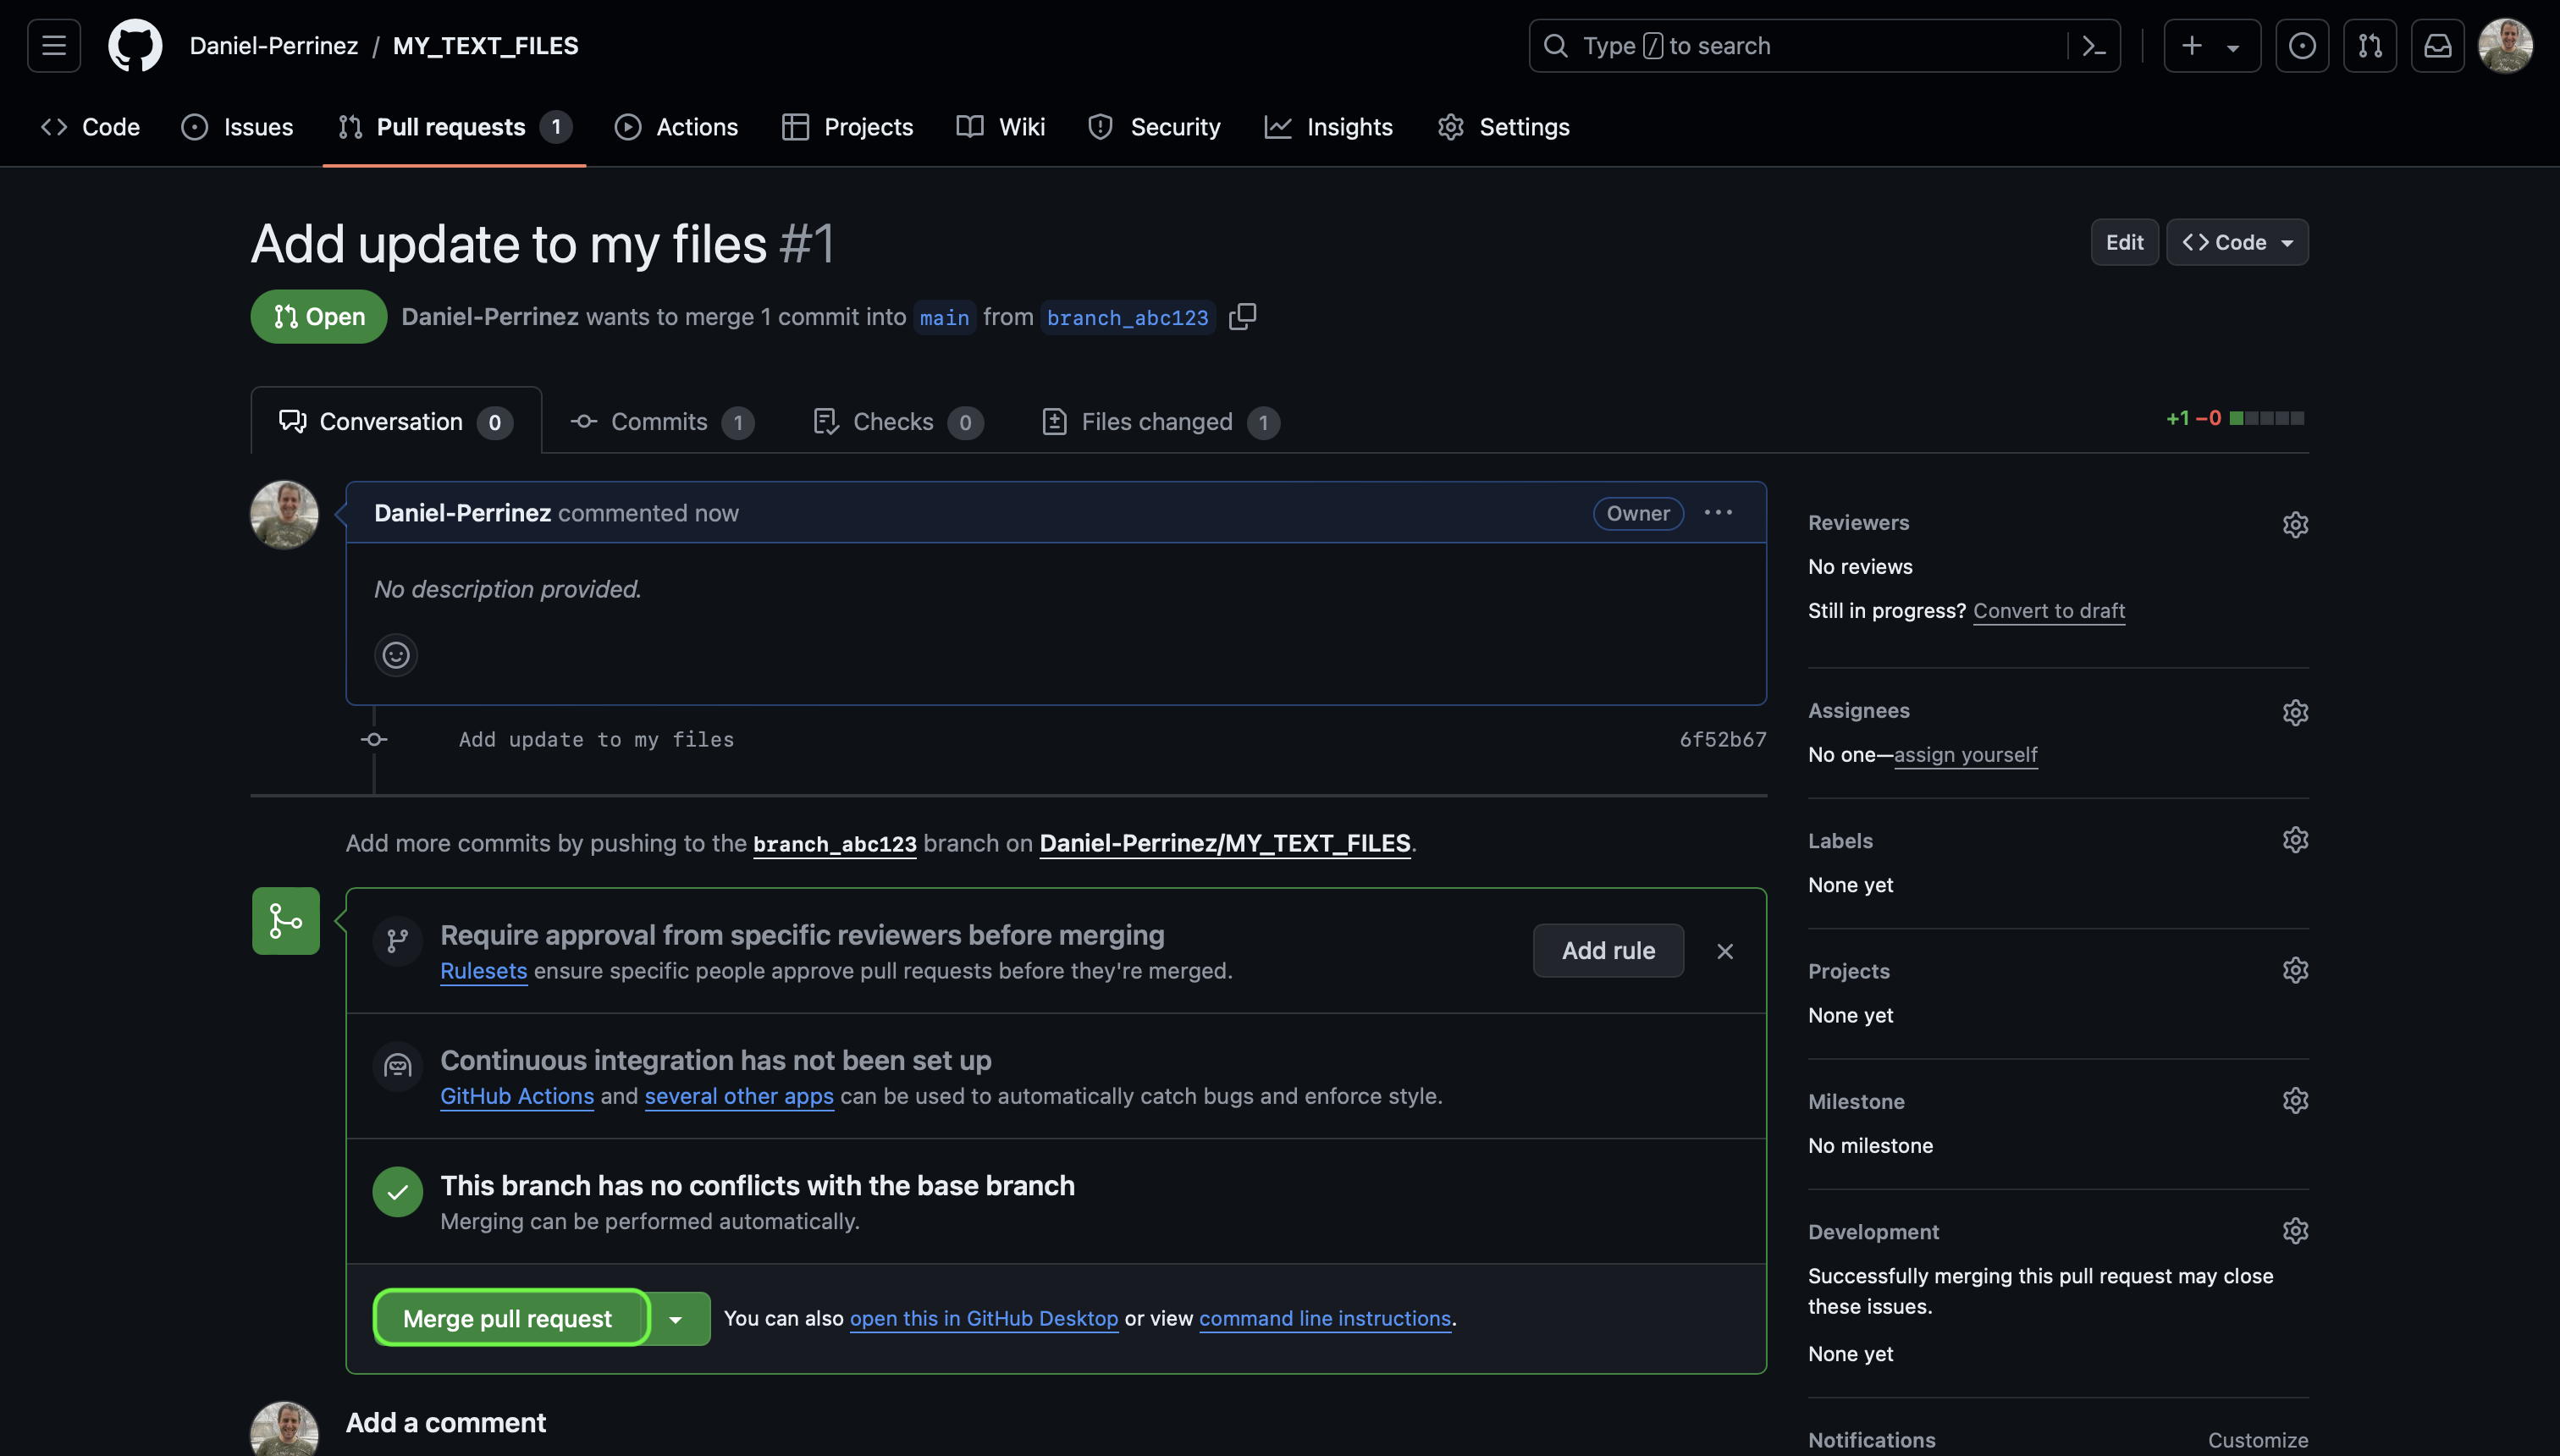 Daniel-Perrinez / MY_TEXT_FILES
Type / to search
Code
Issues
Pull requests 1
Actions
Projects
Wiki
Security
Insights
Settings
Add update to my files #1
Edit
Code
Open
Daniel-Perrinez wants to merge 1 commit into main from branch_abc123
Conversation 0
Commits 1
Checks 0
Files changed 1
+1 −0
Daniel-Perrinez commented now
Owner
No description provided.
Add update to my files
6f52b67
Add more commits by pushing to the branch_abc123 branch on Daniel-Perrinez/MY_TEXT_FILES.
Require approval from specific reviewers before merging
Rulesets ensure specific people approve pull requests before they're merged.
Add rule
Continuous integration has not been set up
GitHub Actions and several other apps can be used to automatically catch bugs and enforce style.
This branch has no conflicts with the base branch
Merging can be performed automatically.
Merge pull request
You can also open this in GitHub Desktop or view command line instructions.
Add a comment
Reviewers
No reviews
Still in progress? Convert to draft
Assignees
No one—assign yourself
Labels
None yet
Projects
None yet
Milestone
No milestone
Development
Successfully merging this pull request may close
these issues.
None yet
Notifications
Customize